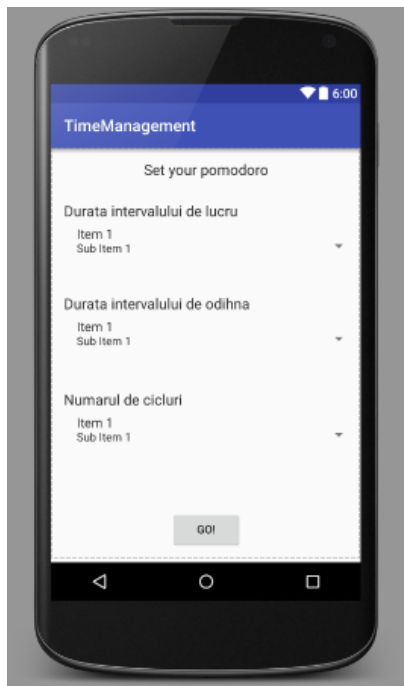 6:00
TimeManagement
Set your pomodoro
Durata intervalului de lucru
Item 1
Sub Item 1
Durata intervalului de odihna
Item 1
Sub Item 1
Numarul de cicluri
Item 1
Sub Item 1
GO!